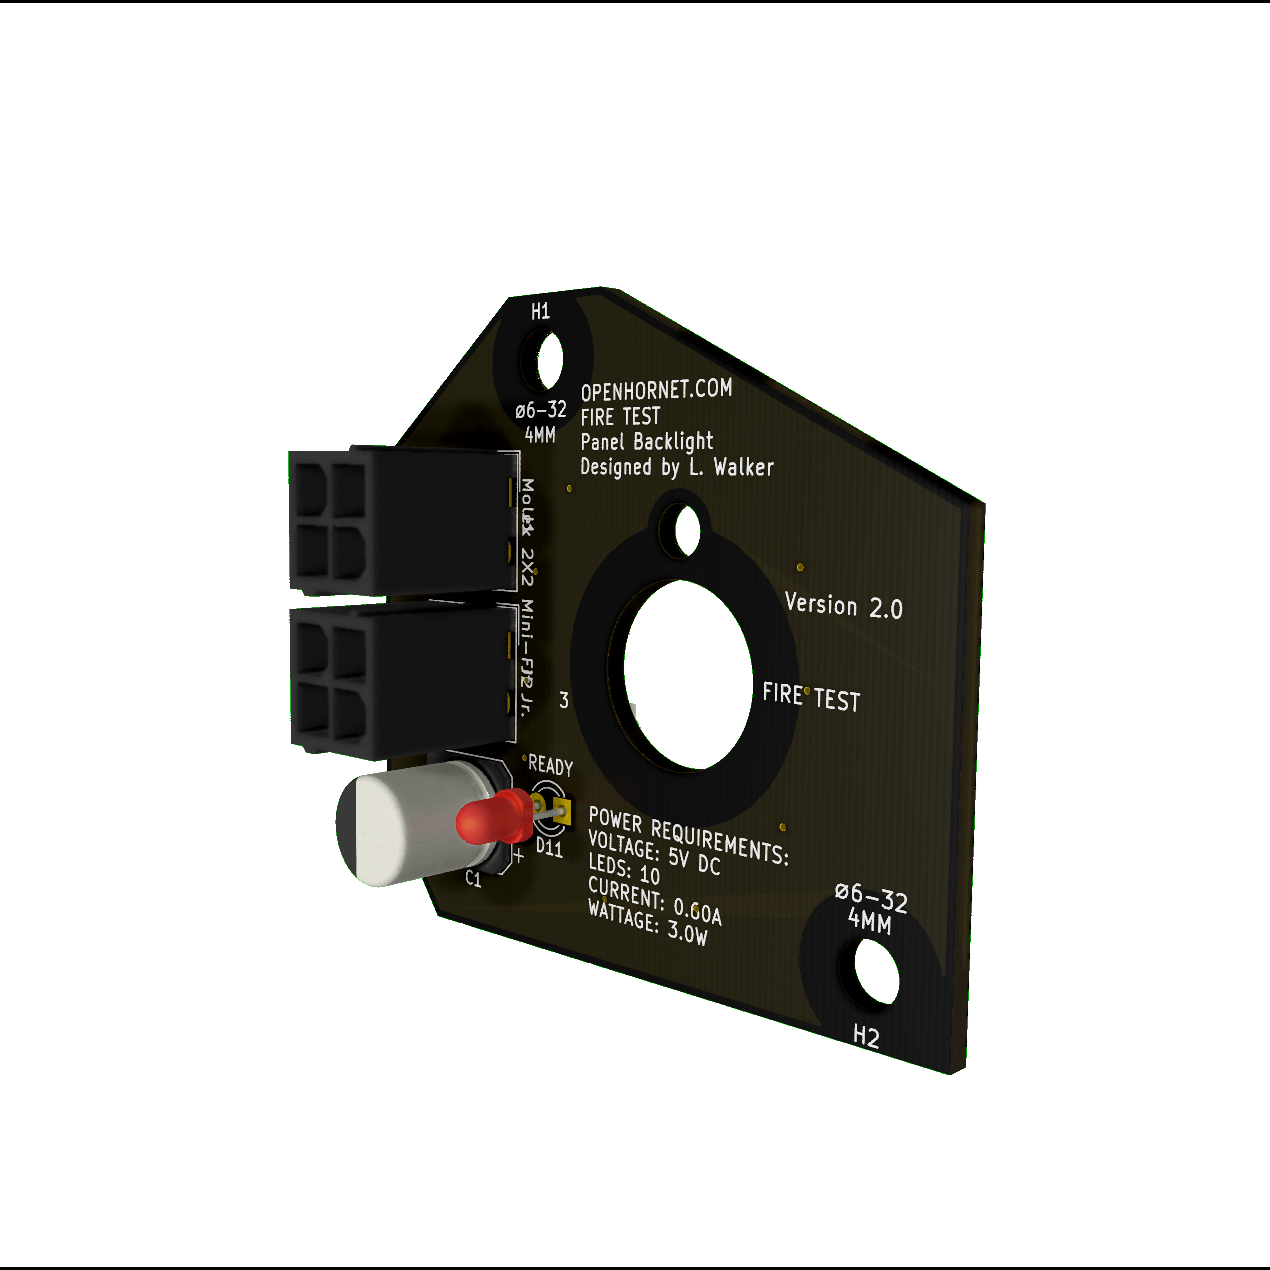 H1
ø6-32
4MM
OPENHORNET.COM
FIRE TEST
Panel Backlight
Designed by L. Walker
Molex 2X2 Mini-Fit Jr.
Version 2.0
FIRE TEST
3
READY
D11
+
C1
POWER REQUIREMENTS:
VOLTAGE: 5V DC
LEDS: 10
CURRENT: 0.60A
WATTAGE: 3.0W
ø6-32
4MM
H2